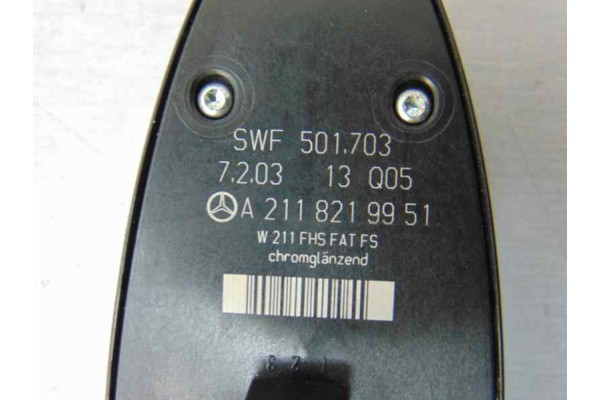 SWF 501.703
7.2.03 13 Q05
A 211 821 99 51
W 211 FHS FAT FS
chromglänzend